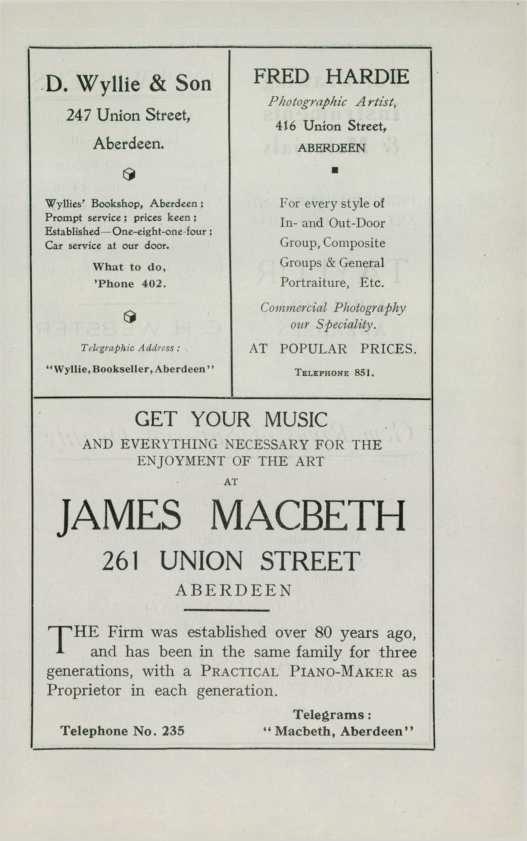 D. Wyllie & Son
247 Union Street,
Aberdeen.
Wyllies' Bookshop, Aberdeen;
Prompt service; prices keen;
Established—One-eight-one-four;
Car service at our door.
What to do,
'Phone 402.
Telegraphic Address:
"Wyllie, Bookseller, Aberdeen"
FRED HARDIE
Photographic Artist,
416 Union Street,
ABERDEEN
For every style of
In- and Out-Door
Group, Composite
Groups & General
Portraiture, Etc.
Commercial Photography
our Speciality.
AT POPULAR PRICES.
TELEPHONE 851.
GET YOUR MUSIC
AND EVERYTHING NECESSARY FOR THE
ENJOYMENT OF THE ART
AT
JAMES MACBETH
261 UNION STREET
ABERDEEN
THE Firm was established over 80 years ago,
and has been in the same family for three
generations, with a PRACTICAL PIANO-MAKER as
Proprietor in each generation.
Telephone No. 235
Telegrams:
"Macbeth, Aberdeen"